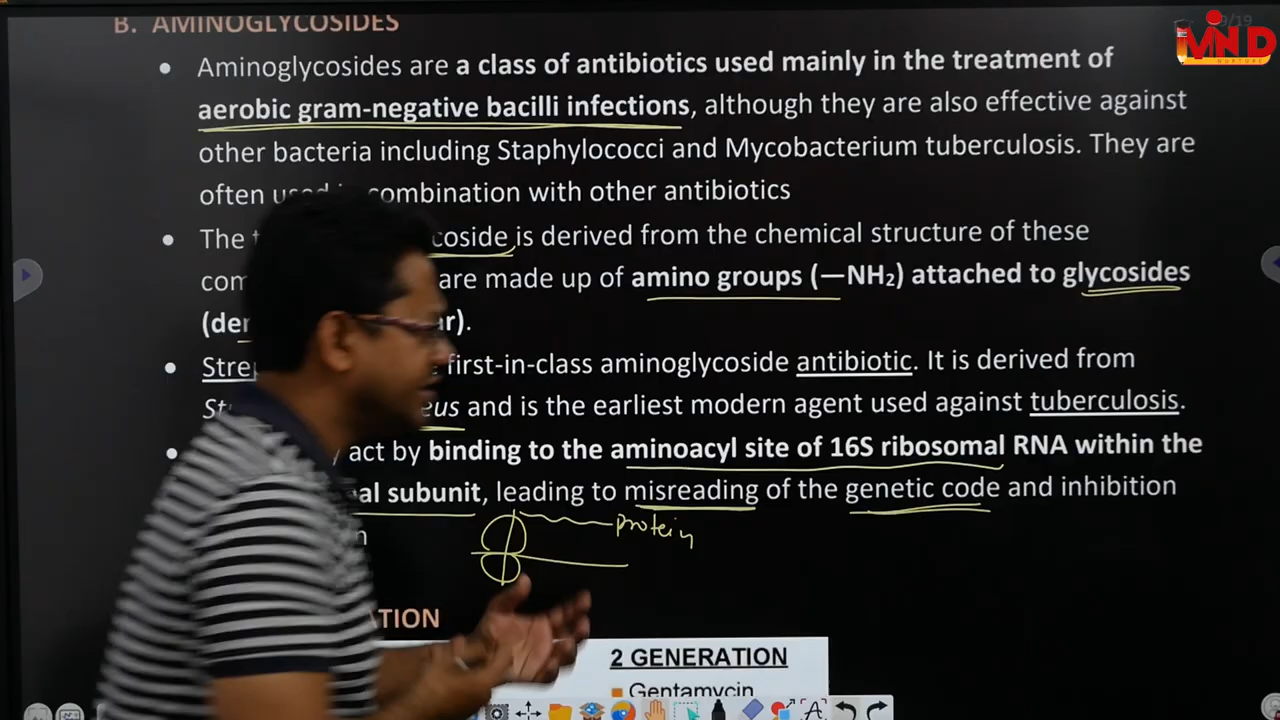 B. AMINOGLYCOSIDES
MIND
NURTURE
/19
• Aminoglycosides are a class of antibiotics used mainly in the treatment of
aerobic gram-negative bacilli infections, although they are also effective against
other bacteria including Staphylococci and Mycobacterium tuberculosis. They are
often combination with other antibiotics
• The coside is derived from the chemical structure of these
com are made up of amino groups (—NH₂) attached to glycosides
(der r).
• Strep first-in-class aminoglycoside antibiotic. It is derived from
St eus and is the earliest modern agent used against tuberculosis.
• act by binding to the aminoacyl site of 16S ribosomal RNA within the
al subunit, leading to misreading of the genetic code and inhibition
protein
ATION
2 GENERATION
Gentamycin